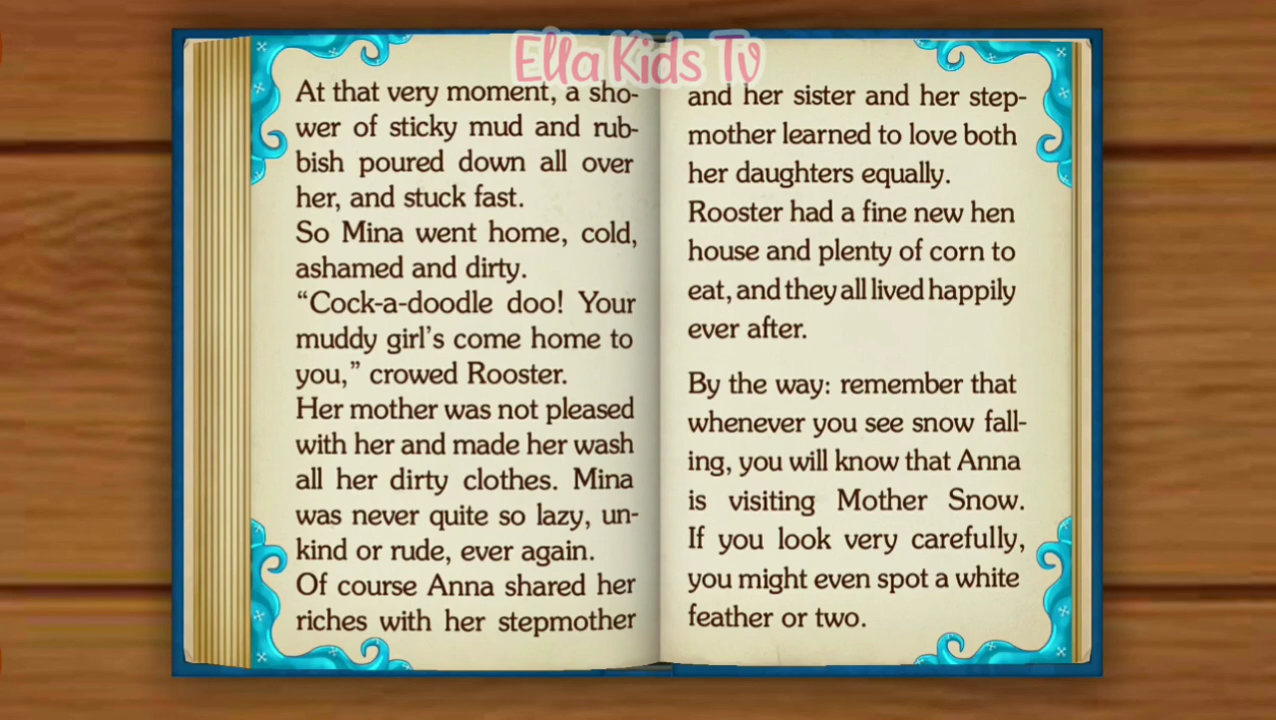 Ella Kids Tv
At that very moment, a sho-
wer of sticky mud and rub-
bish poured down all over
her, and stuck fast.
So Mina went home, cold,
ashamed and dirty.
“Cock-a-doodle doo! Your
muddy girl’s come home to
you,” crowed Rooster.
Her mother was not pleased
with her and made her wash
all her dirty clothes. Mina
was never quite so lazy, un-
kind or rude, ever again.
Of course Anna shared her
riches with her stepmother
and her sister and her step-
mother learned to love both
her daughters equally.
Rooster had a fine new hen
house and plenty of corn to
eat, and they all lived happily
ever after.
By the way: remember that
whenever you see snow fall-
ing, you will know that Anna
is visiting Mother Snow.
If you look very carefully,
you might even spot a white
feather or two.